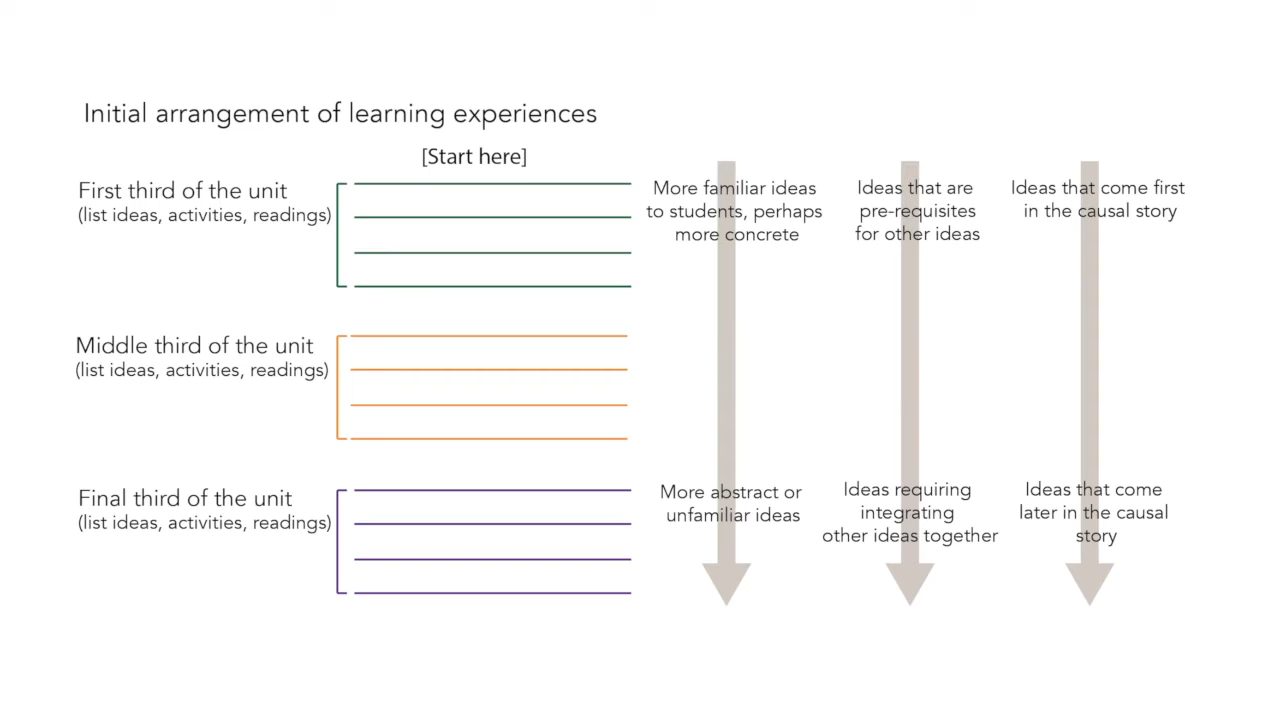 Initial arrangement of learning experiences
[Start here]
First third of the unit
(list ideas, activities, readings)
More familiar ideas
to students, perhaps
more concrete
Ideas that are
pre-requisites
for other ideas
Ideas that come first
in the causal story
Middle third of the unit
(list ideas, activities, readings)
Final third of the unit
(list ideas, activities, readings)
More abstract or
unfamiliar ideas
Ideas requiring
integrating
other ideas together
Ideas that come
later in the causal
story